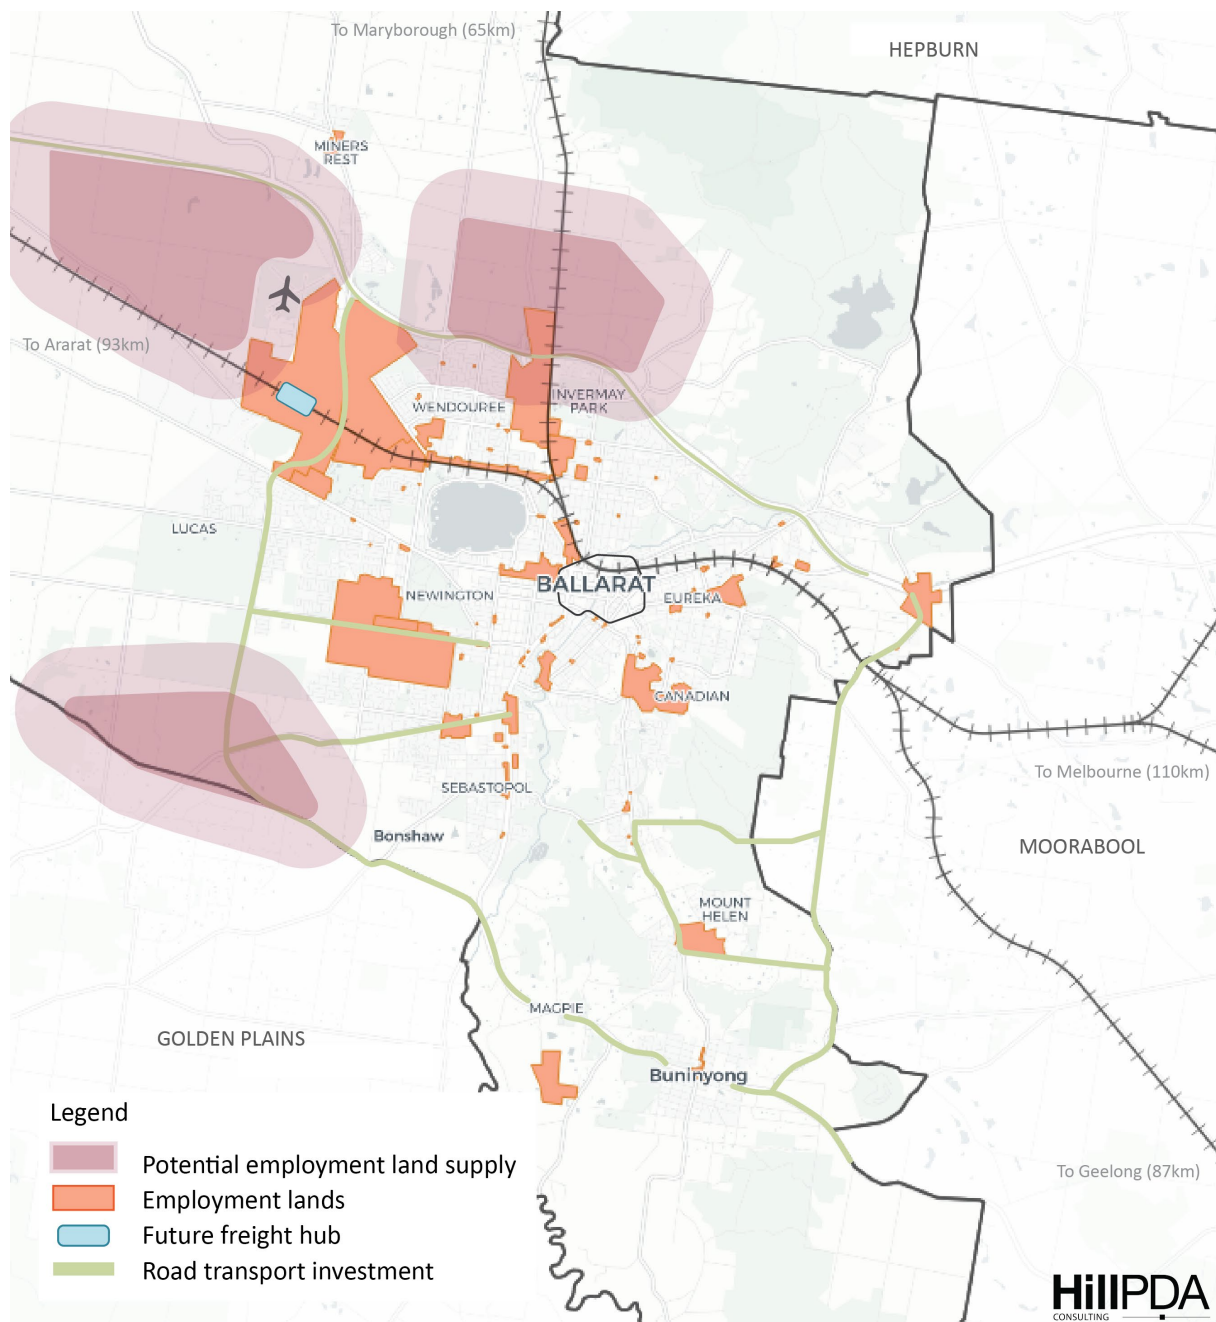 To Maryborough (65km)
HEPBURN
MINERS
REST
To Ararat (93km)
WENDOUREE
INVERMAY
PARK
LUCAS
BALLARAT
NEWINGTON
EUREKA
CANADIAN
To Melbourne (110km)
SEBASTOPOL
Bonshaw
MOORABOOL
MOUNT
HELEN
MAGPIE
GOLDEN PLAINS
Buninyong
To Geelong (87km)
Legend
Potential employment land supply
Employment lands
Future freight hub
Road transport investment
HillPDA
CONSULTING